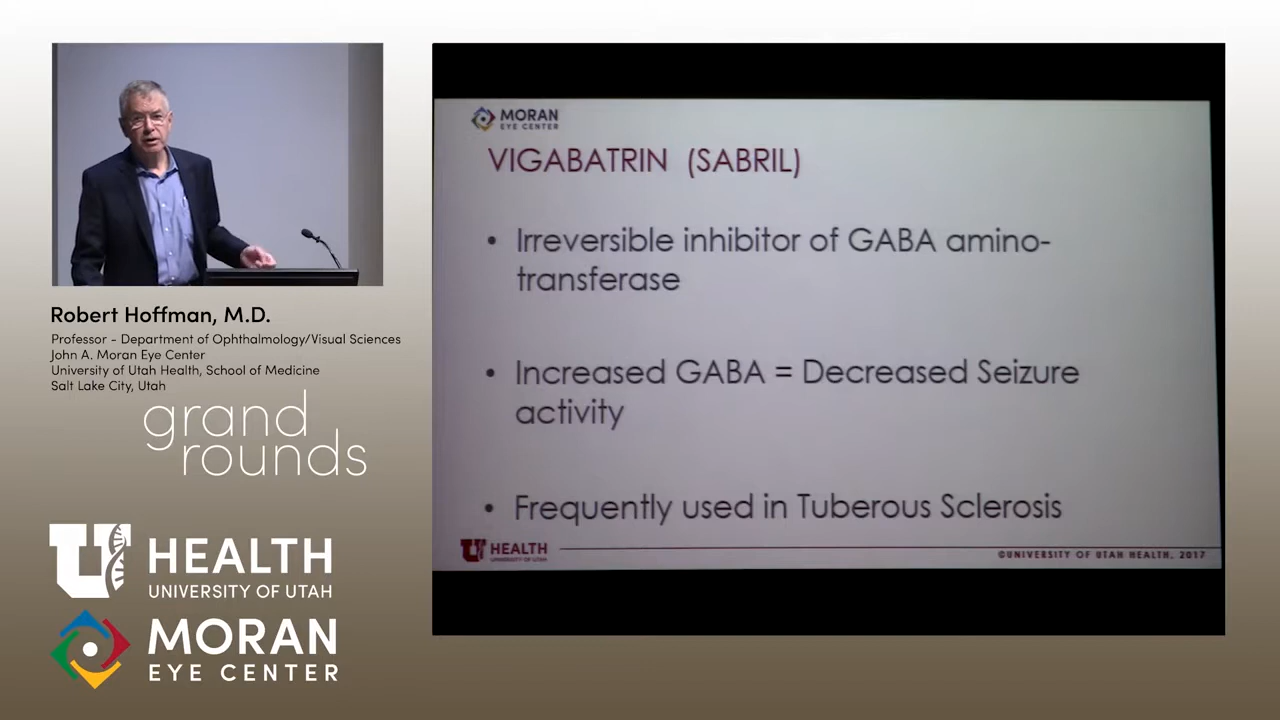 MORAN
EYE CENTER
VIGABATRIN (SABRIL)
• Irreversible inhibitor of GABA amino-
transferase
• Increased GABA = Decreased Seizure
activity
• Frequently used in Tuberous Sclerosis
U HEALTH
UNIVERSITY OF UTAH
©UNIVERSITY OF UTAH HEALTH, 2017
Robert Hoffman, M.D.
Professor - Department of Ophthalmology/Visual Sciences
John A. Moran Eye Center
University of Utah Health, School of Medicine
Salt Lake City, Utah
grand
rounds
U HEALTH
UNIVERSITY OF UTAH
MORAN
EYE CENTER